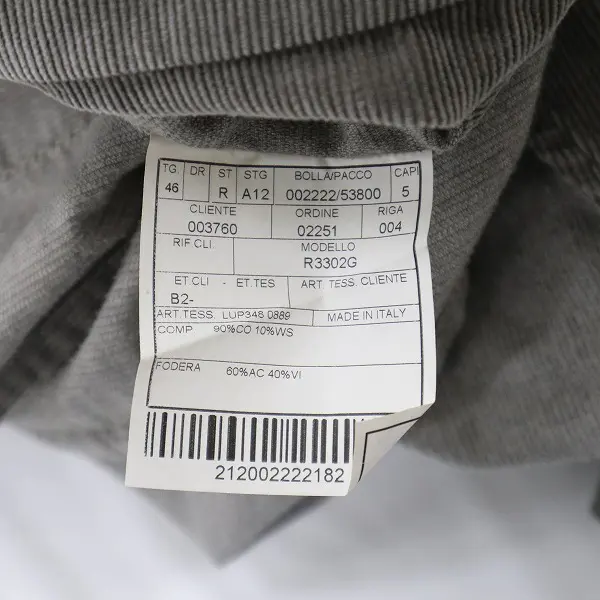 TG. DR ST STG BOLLA/PACCO CAPI
46 R A12 002222/53800 5
CLIENTE ORDINE RIGA
003760 02251 004
RIF.CLI. MODELLO
R3302G
ET.CLI - ET.TES ART. TESS. CLIENTE
B2-
ART.TESS. LUP348 0889 MADE IN ITALY
COMP 90%CO 10%WS
FODERA 60%AC 40%VI
212002222182